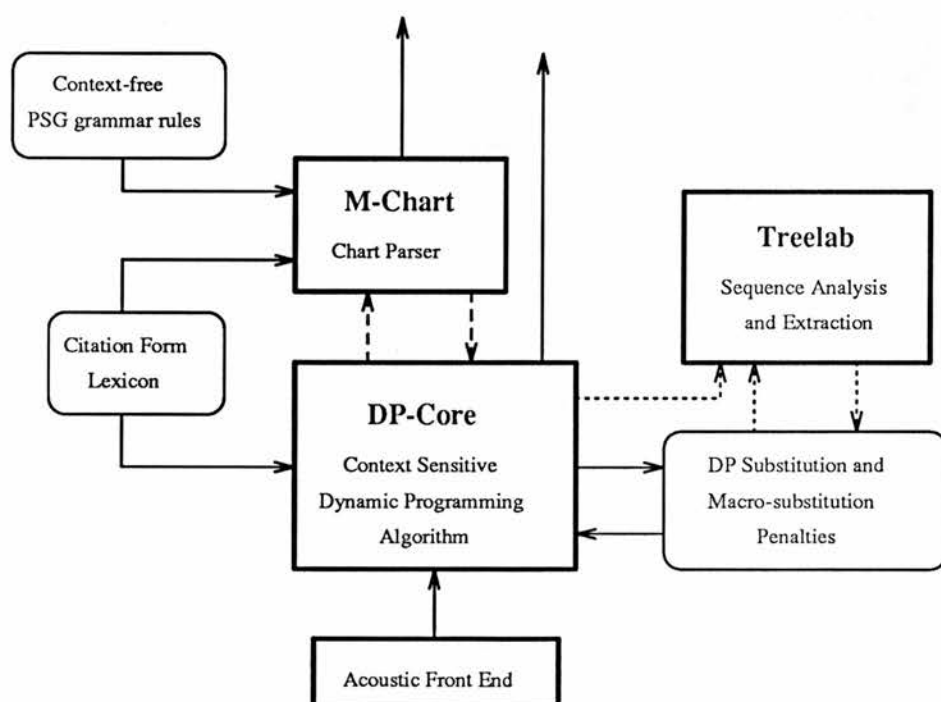 Context-free
PSG grammar rules
M-Chart
Chart Parser
Treelab
Sequence Analysis
and Extraction
Citation Form
Lexicon
DP-Core
Context Sensitive
Dynamic Programming
Algorithm
DP Substitution and
Macro-substitution
Penalties
Acoustic Front End